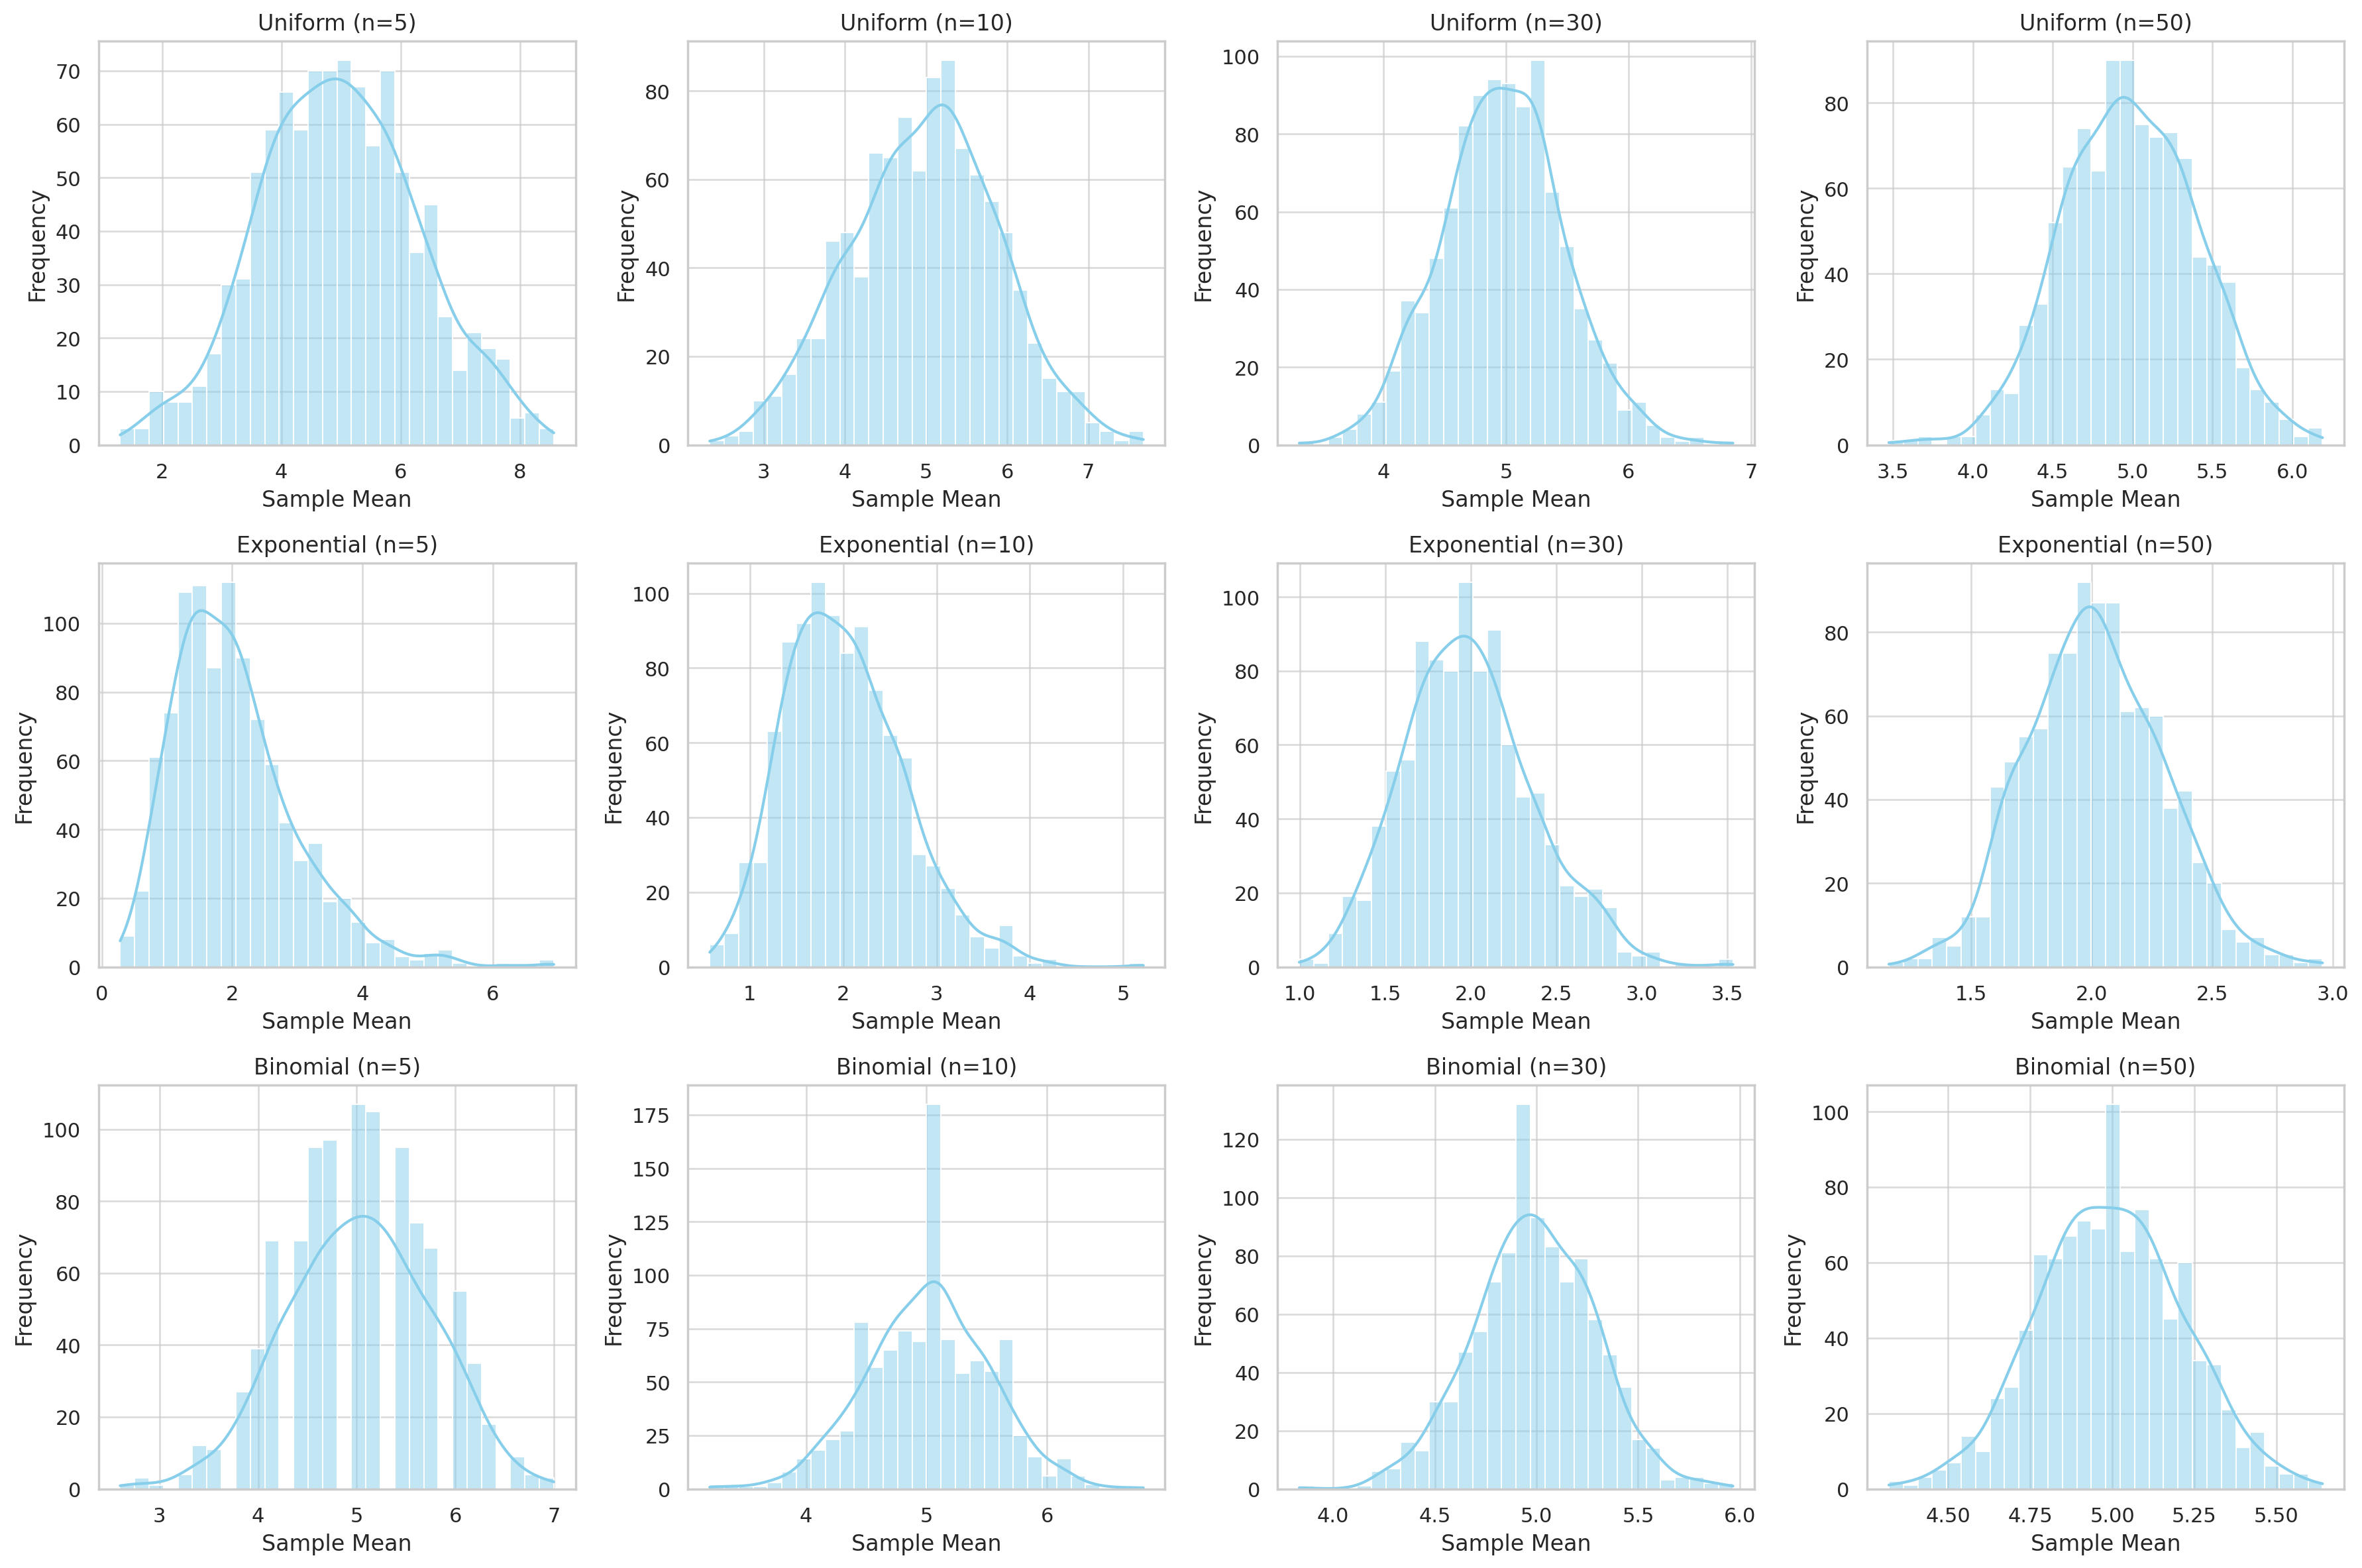 Uniform (n=5)
70
60
50
40
30
20
10
0
Frequency
2 4 6 8
Sample Mean
Uniform (n=10)
80
60
40
20
0
Frequency
3 4 5 6 7
Sample Mean
Uniform (n=30)
100
80
60
40
20
0
Frequency
4 5 6 7
Sample Mean
Uniform (n=50)
80
60
40
20
0
Frequency
3.5 4.0 4.5 5.0 5.5 6.0
Sample Mean
Exponential (n=5)
100
80
60
40
20
0
Frequency
0 2 4 6
Sample Mean
Exponential (n=10)
100
80
60
40
20
0
Frequency
1 2 3 4 5
Sample Mean
Exponential (n=30)
100
80
60
40
20
0
Frequency
1.0 1.5 2.0 2.5 3.0 3.5
Sample Mean
Exponential (n=50)
80
60
40
20
0
Frequency
1.5 2.0 2.5 3.0
Sample Mean
Binomial (n=5)
100
80
60
40
20
0
Frequency
3 4 5 6 7
Sample Mean
Binomial (n=10)
175
150
125
100
75
50
25
0
Frequency
4 5 6
Sample Mean
Binomial (n=30)
120
100
80
60
40
20
0
Frequency
4.0 4.5 5.0 5.5 6.0
Sample Mean
Binomial (n=50)
100
80
60
40
20
0
Frequency
4.50 4.75 5.00 5.25 5.50
Sample Mean